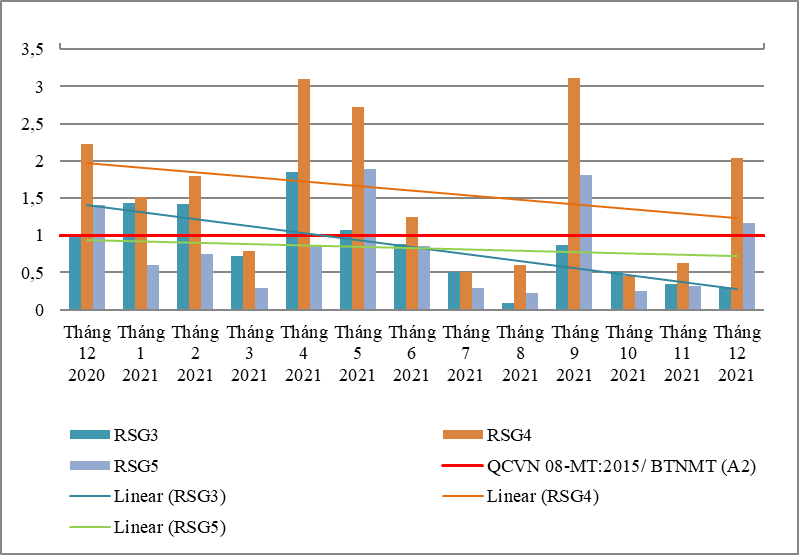 3,5
3
2,5
2
1,5
1
0,5
0
Tháng Tháng Tháng Tháng Tháng Tháng Tháng Tháng Tháng Tháng Tháng Tháng Tháng
12 1 2 3 4 5 6 7 8 9 10 11 12
2020 2021 2021 2021 2021 2021 2021 2021 2021 2021 2021 2021 2021
RSG3 RSG4
RSG5 QCVN 08-MT:2015/ BTNMT (A2)
Linear (RSG3) Linear (RSG4)
Linear (RSG5)